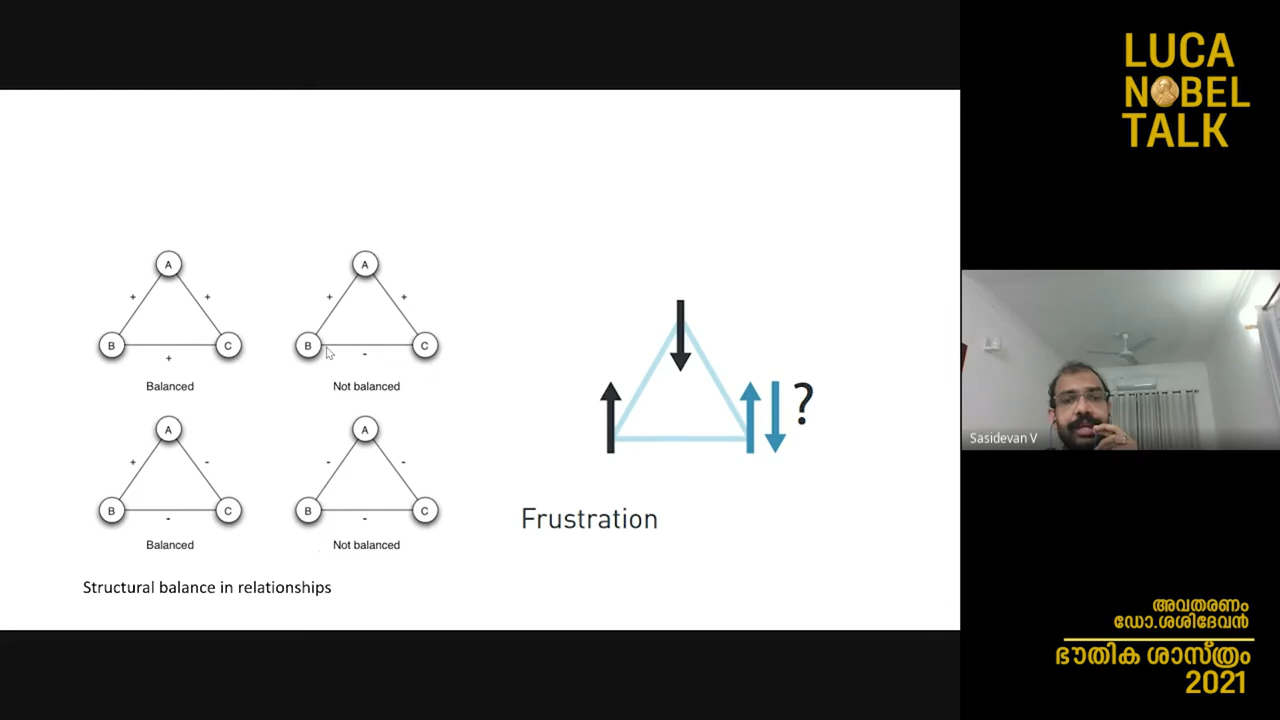 A
+ +
B C
+
Balanced
A
+ +
B C
-
Not balanced
A
+ -
B C
-
Balanced
A
- -
B C
-
Not balanced
Structural balance in relationships
?
Frustration
LUCA
NOBEL
TALK
Sasidevan V
അവതരണം
ഡോ.ശശിദേവൻ
ഭൗതിക ശാസ്ത്രം
2021